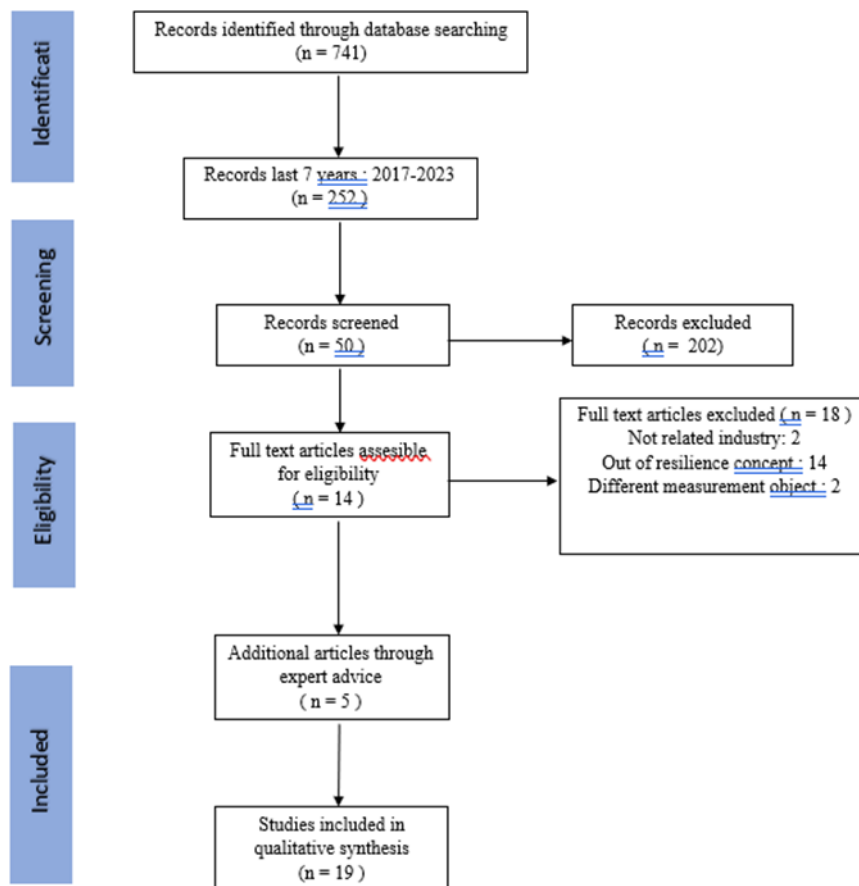 Identificati
Records identified through database searching
(n = 741)
Records last 7 years : 2017-2023
(n = 252 )
Screening
Records screened
(n = 50 )
Records excluded
( n = 202)
Eligibility
Full text articles assesible
for eligibility
( n = 14 )
Full text articles excluded ( n = 18 )
Not related industry: 2
Out of resilience concept : 14
Different measurement object : 2
Included
Additional articles through
expert advice
( n = 5 )
Studies included in
qualitative synthesis
(n = 19 )